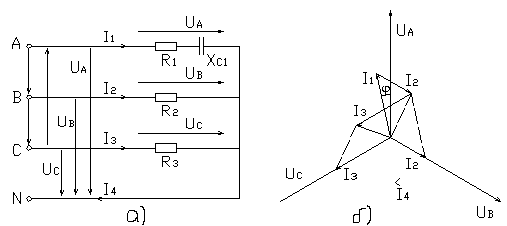 A I1 UA
R1 XC1
UA
B I2 UB
R2
UB
C I3 UC
R3
UC
N I4
а)
UA
I1 I2
I3
UC I3 I2
I4
UB
б)